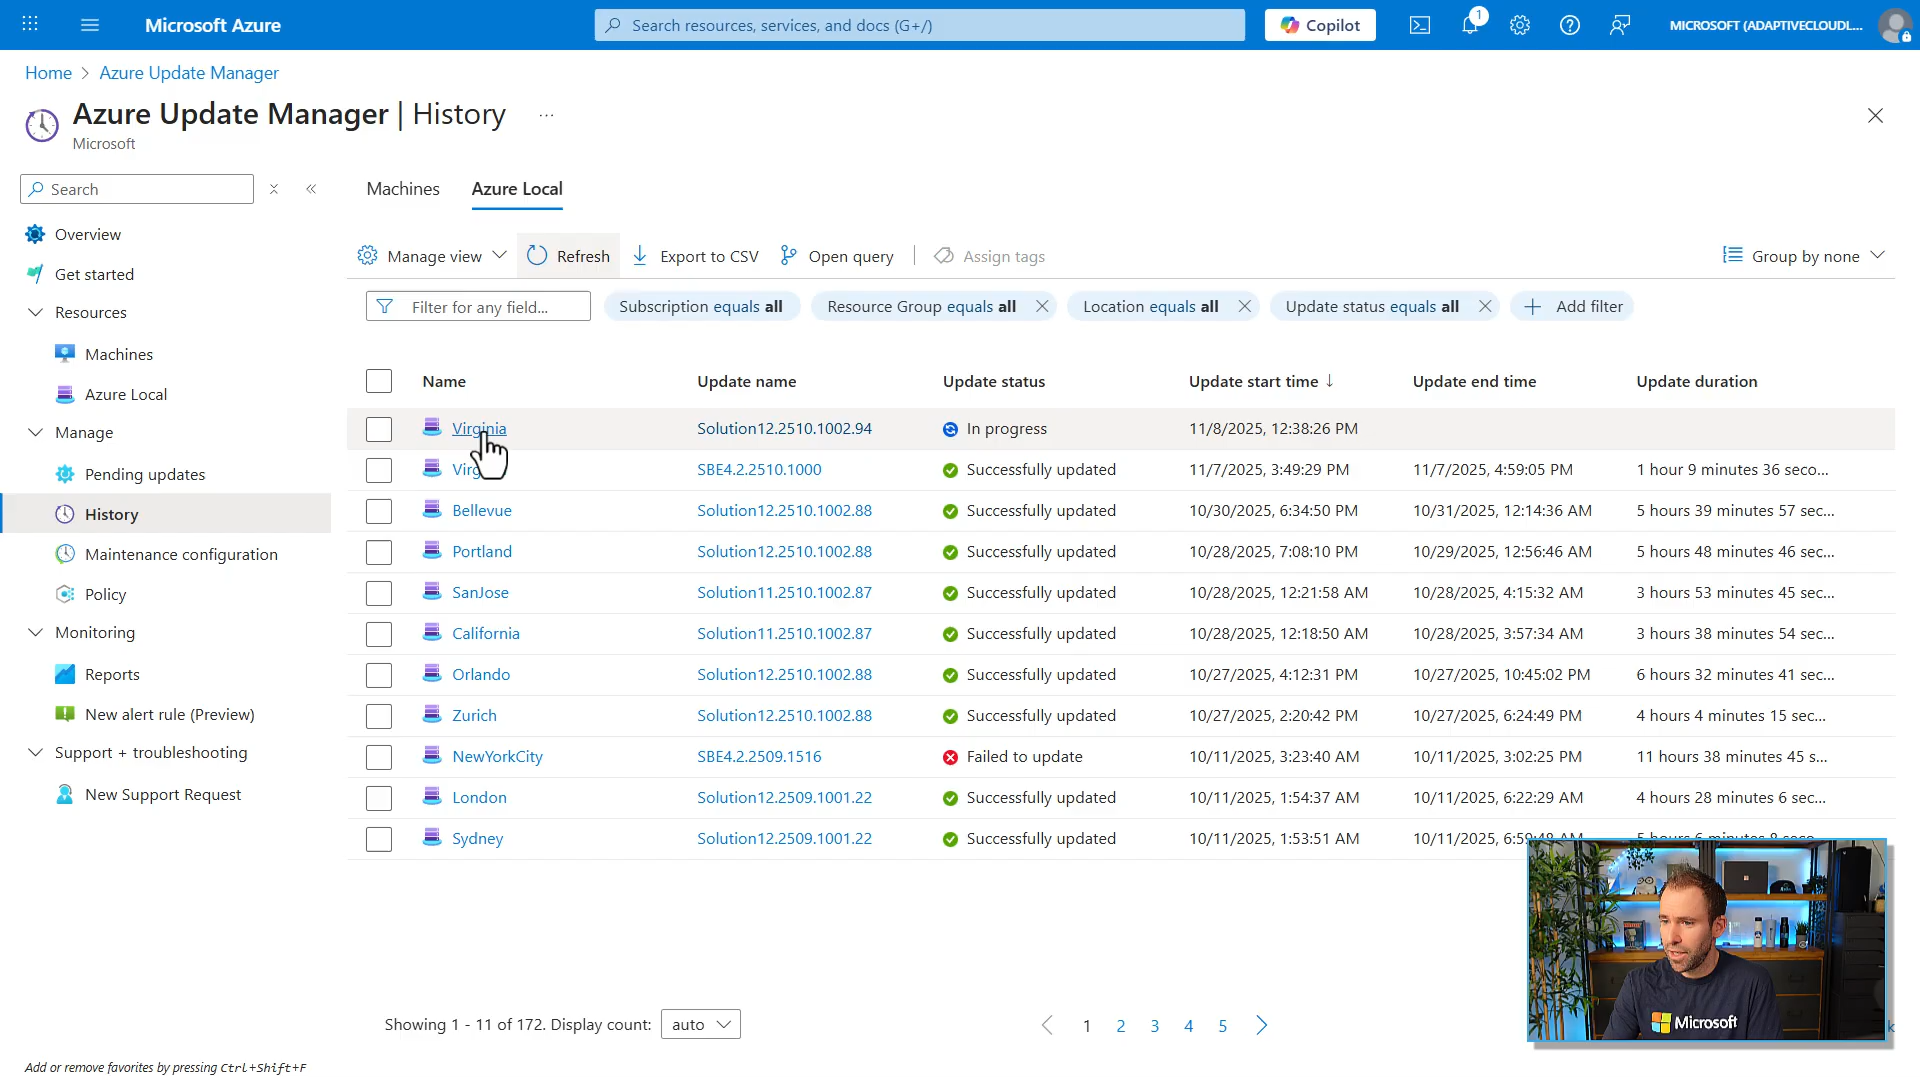 Microsoft Azure
Search resources, services, and docs (G+/)
Copilot
1
MICROSOFT (ADAPTIVECLOUDL...
Home > Azure Update Manager
Azure Update Manager | History ...
Microsoft
Search
Overview
Get started
Resources
Machines
Azure Local
Manage
Pending updates
History
Maintenance configuration
Policy
Monitoring
Reports
New alert rule (Preview)
Support + troubleshooting
New Support Request
Add or remove favorites by pressing Ctrl+Shift+F
Machines Azure Local
Manage view Refresh Export to CSV Open query Assign tags Group by none
Filter for any field... Subscription equals all Resource Group equals all Location equals all Update status equals all Add filter
Name Update name Update status Update start time ↓ Update end time Update duration
Virginia Solution12.2510.1002.94 In progress 11/8/2025, 12:38:26 PM
SBE4.2.2510.1000 Successfully updated 11/7/2025, 3:49:29 PM 11/7/2025, 4:59:05 PM 1 hour 9 minutes 36 seco...
Bellevue Solution12.2510.1002.88 Successfully updated 10/30/2025, 6:34:50 PM 10/31/2025, 12:14:36 AM 5 hours 39 minutes 57 sec...
Portland Solution12.2510.1002.88 Successfully updated 10/28/2025, 7:08:10 PM 10/29/2025, 12:56:46 AM 5 hours 48 minutes 46 sec...
SanJose Solution11.2510.1002.87 Successfully updated 10/28/2025, 12:21:58 AM 10/28/2025, 4:15:32 AM 3 hours 53 minutes 45 sec...
California Solution11.2510.1002.87 Successfully updated 10/28/2025, 12:18:50 AM 10/28/2025, 3:57:34 AM 3 hours 38 minutes 54 sec...
Orlando Solution12.2510.1002.88 Successfully updated 10/27/2025, 4:12:31 PM 10/27/2025, 10:45:02 PM 6 hours 32 minutes 41 sec...
Zurich Solution12.2510.1002.88 Successfully updated 10/27/2025, 2:20:42 PM 10/27/2025, 6:24:49 PM 4 hours 4 minutes 15 sec...
NewYorkCity SBE4.2.2509.1516 Failed to update 10/11/2025, 3:23:40 AM 10/11/2025, 3:02:25 PM 11 hours 38 minutes 45 s...
London Solution12.2509.1001.22 Successfully updated 10/11/2025, 1:54:37 AM 10/11/2025, 6:22:29 AM 4 hours 28 minutes 6 sec...
Sydney Solution12.2509.1001.22 Successfully updated 10/11/2025, 1:53:51 AM 10/11/2025,
Showing 1 - 11 of 172. Display count: auto
1 2 3 4 5
Microsoft